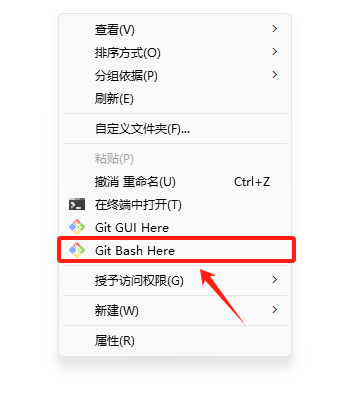 查看(V)
排序方式(O)
分组依据(P)
刷新(E)
自定义文件夹(F)...
粘贴(P)
撤消 重命名(U) Ctrl+Z
在终端中打开(T)
Git GUI Here
Git Bash Here
授予访问权限(G)
新建(W)
属性(R)